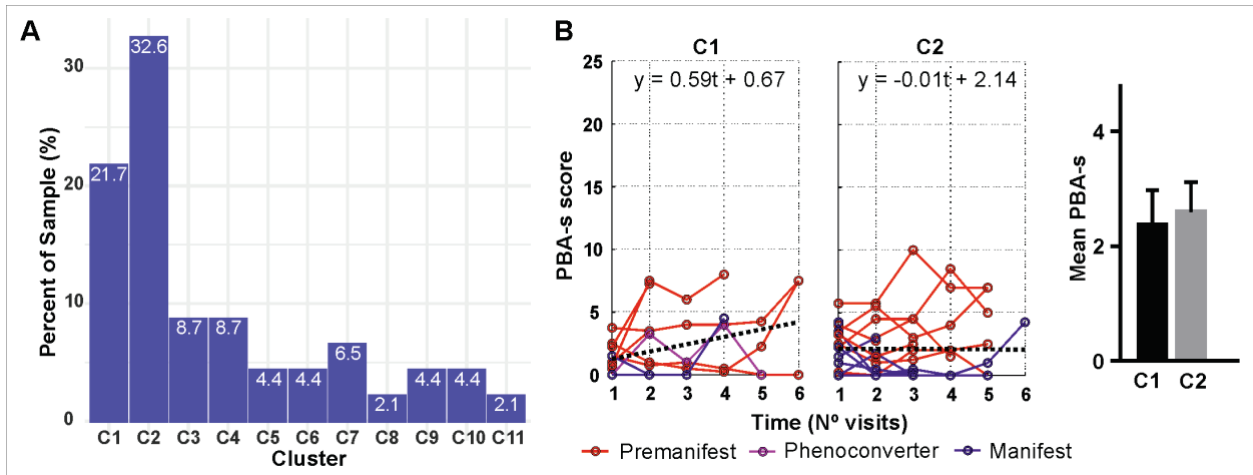 A
Percent of Sample (%)
30
20
10
0
21.7
32.6
8.7
8.7
4.4
4.4
6.5
2.1
4.4
4.4
2.1
C1 C2 C3 C4 C5 C6 C7 C8 C9 C10 C11
Cluster
B
C1
C2
y = 0.59t + 0.67
y = -0.01t + 2.14
PBA-s score
25
20
15
10
5
0
1 2 3 4 5 6
1 2 3 4 5 6
Time (Nº visits)
Premanifest Phenoconverter Manifest
Mean PBA-s
4
2
0
C1 C2